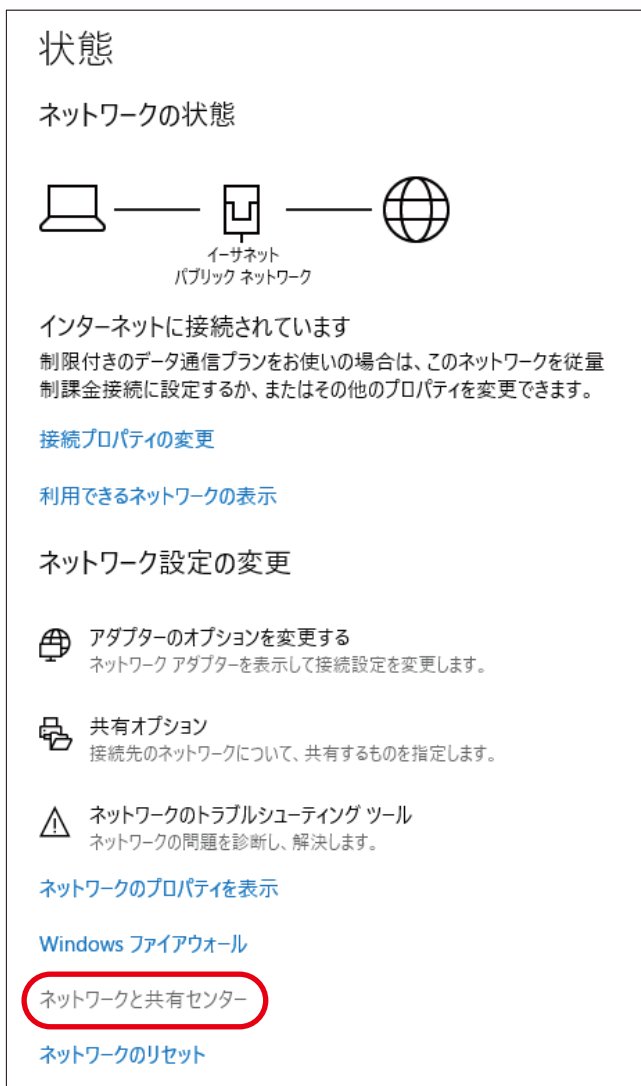 状態
ネットワークの状態
イーサネット
パブリック ネットワーク
インターネットに接続されています
制限付きのデータ通信プランをお使いの場合は、このネットワークを従量
制課金接続に設定するか、またはその他のプロパティを変更できます。
接続プロパティの変更
利用できるネットワークの表示
ネットワーク設定の変更
アダプターのオプションを変更する
ネットワーク アダプターを表示して接続設定を変更します。
共有オプション
接続先のネットワークについて、共有するものを指定します。
ネットワークのトラブルシューティング ツール
ネットワークの問題を診断し、解決します。
ネットワークのプロパティを表示
Windows ファイアウォール
ネットワークと共有センター
ネットワークのリセット